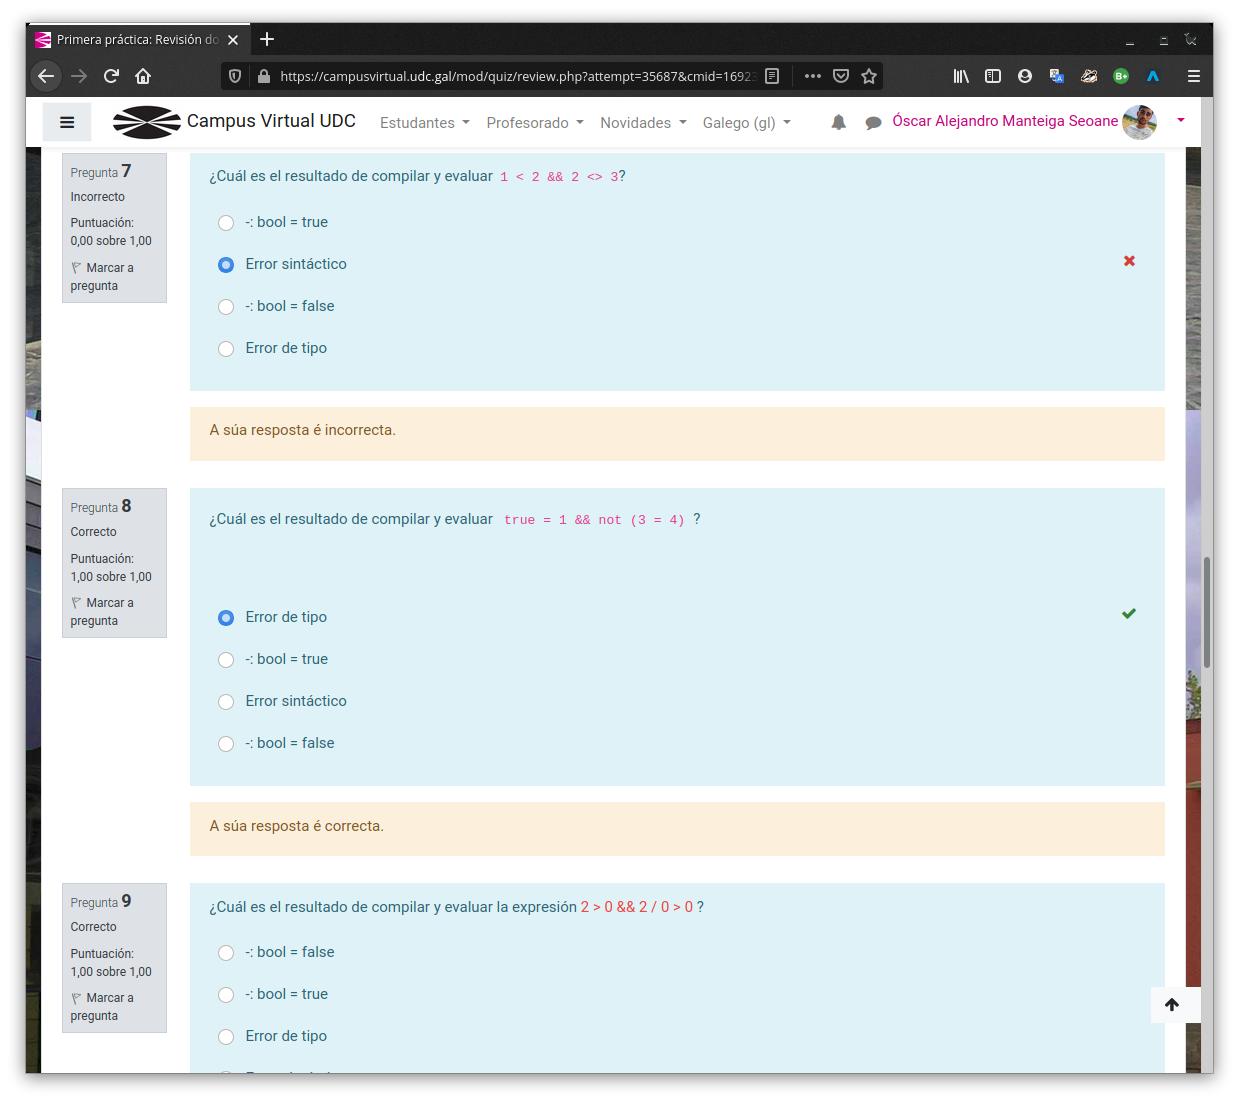 Primera práctica: Revisión do
https://campusvirtual.udc.gal/mod/quiz/review.php?attempt=35687&cmid=16923
Campus Virtual UDC
Estudantes
Profesorado
Novidades
Galego (gl)
Óscar Alejandro Manteiga Seoane
Pregunta 7
Incorrecto
Puntuación:
0,00 sobre 1,00
Marcar a
pregunta
¿Cuál es el resultado de compilar y evaluar 1 < 2 && 2 <> 3?
-: bool = true
Error sintáctico
-: bool = false
Error de tipo
A súa resposta é incorrecta.
Pregunta 8
Correcto
Puntuación:
1,00 sobre 1,00
Marcar a
pregunta
¿Cuál es el resultado de compilar y evaluar true = 1 && not (3 = 4) ?
Error de tipo
-: bool = true
Error sintáctico
-: bool = false
A súa resposta é correcta.
Pregunta 9
Correcto
Puntuación:
1,00 sobre 1,00
Marcar a
pregunta
¿Cuál es el resultado de compilar y evaluar la expresión 2 > 0 && 2 / 0 > 0 ?
-: bool = false
-: bool = true
Error de tipo